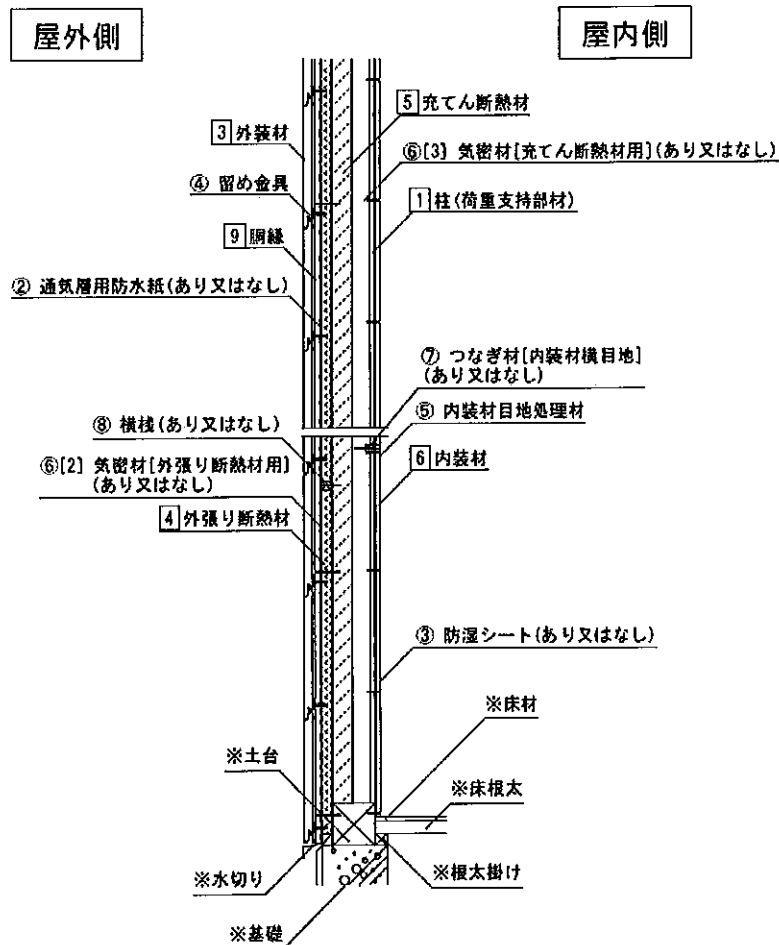 屋外側
屋内側
5 充てん断熱材
3 外装材
⑥[3] 気密材[充てん断熱材用](あり又はなし)
④ 留め金具
1 柱(荷重支持部材)
9 胴縁
② 通気層用防水紙(あり又はなし)
⑦ つなぎ材[内装材横目地]
(あり又はなし)
⑧ 横桟(あり又はなし)
⑤ 内装材目地処理材
⑥[2] 気密材[外張り断熱材用]
(あり又はなし)
6 内装材
4 外張り断熱材
③ 防湿シート(あり又はなし)
※床材
※土台
※床根太
※水切り
※根太掛け
※基礎